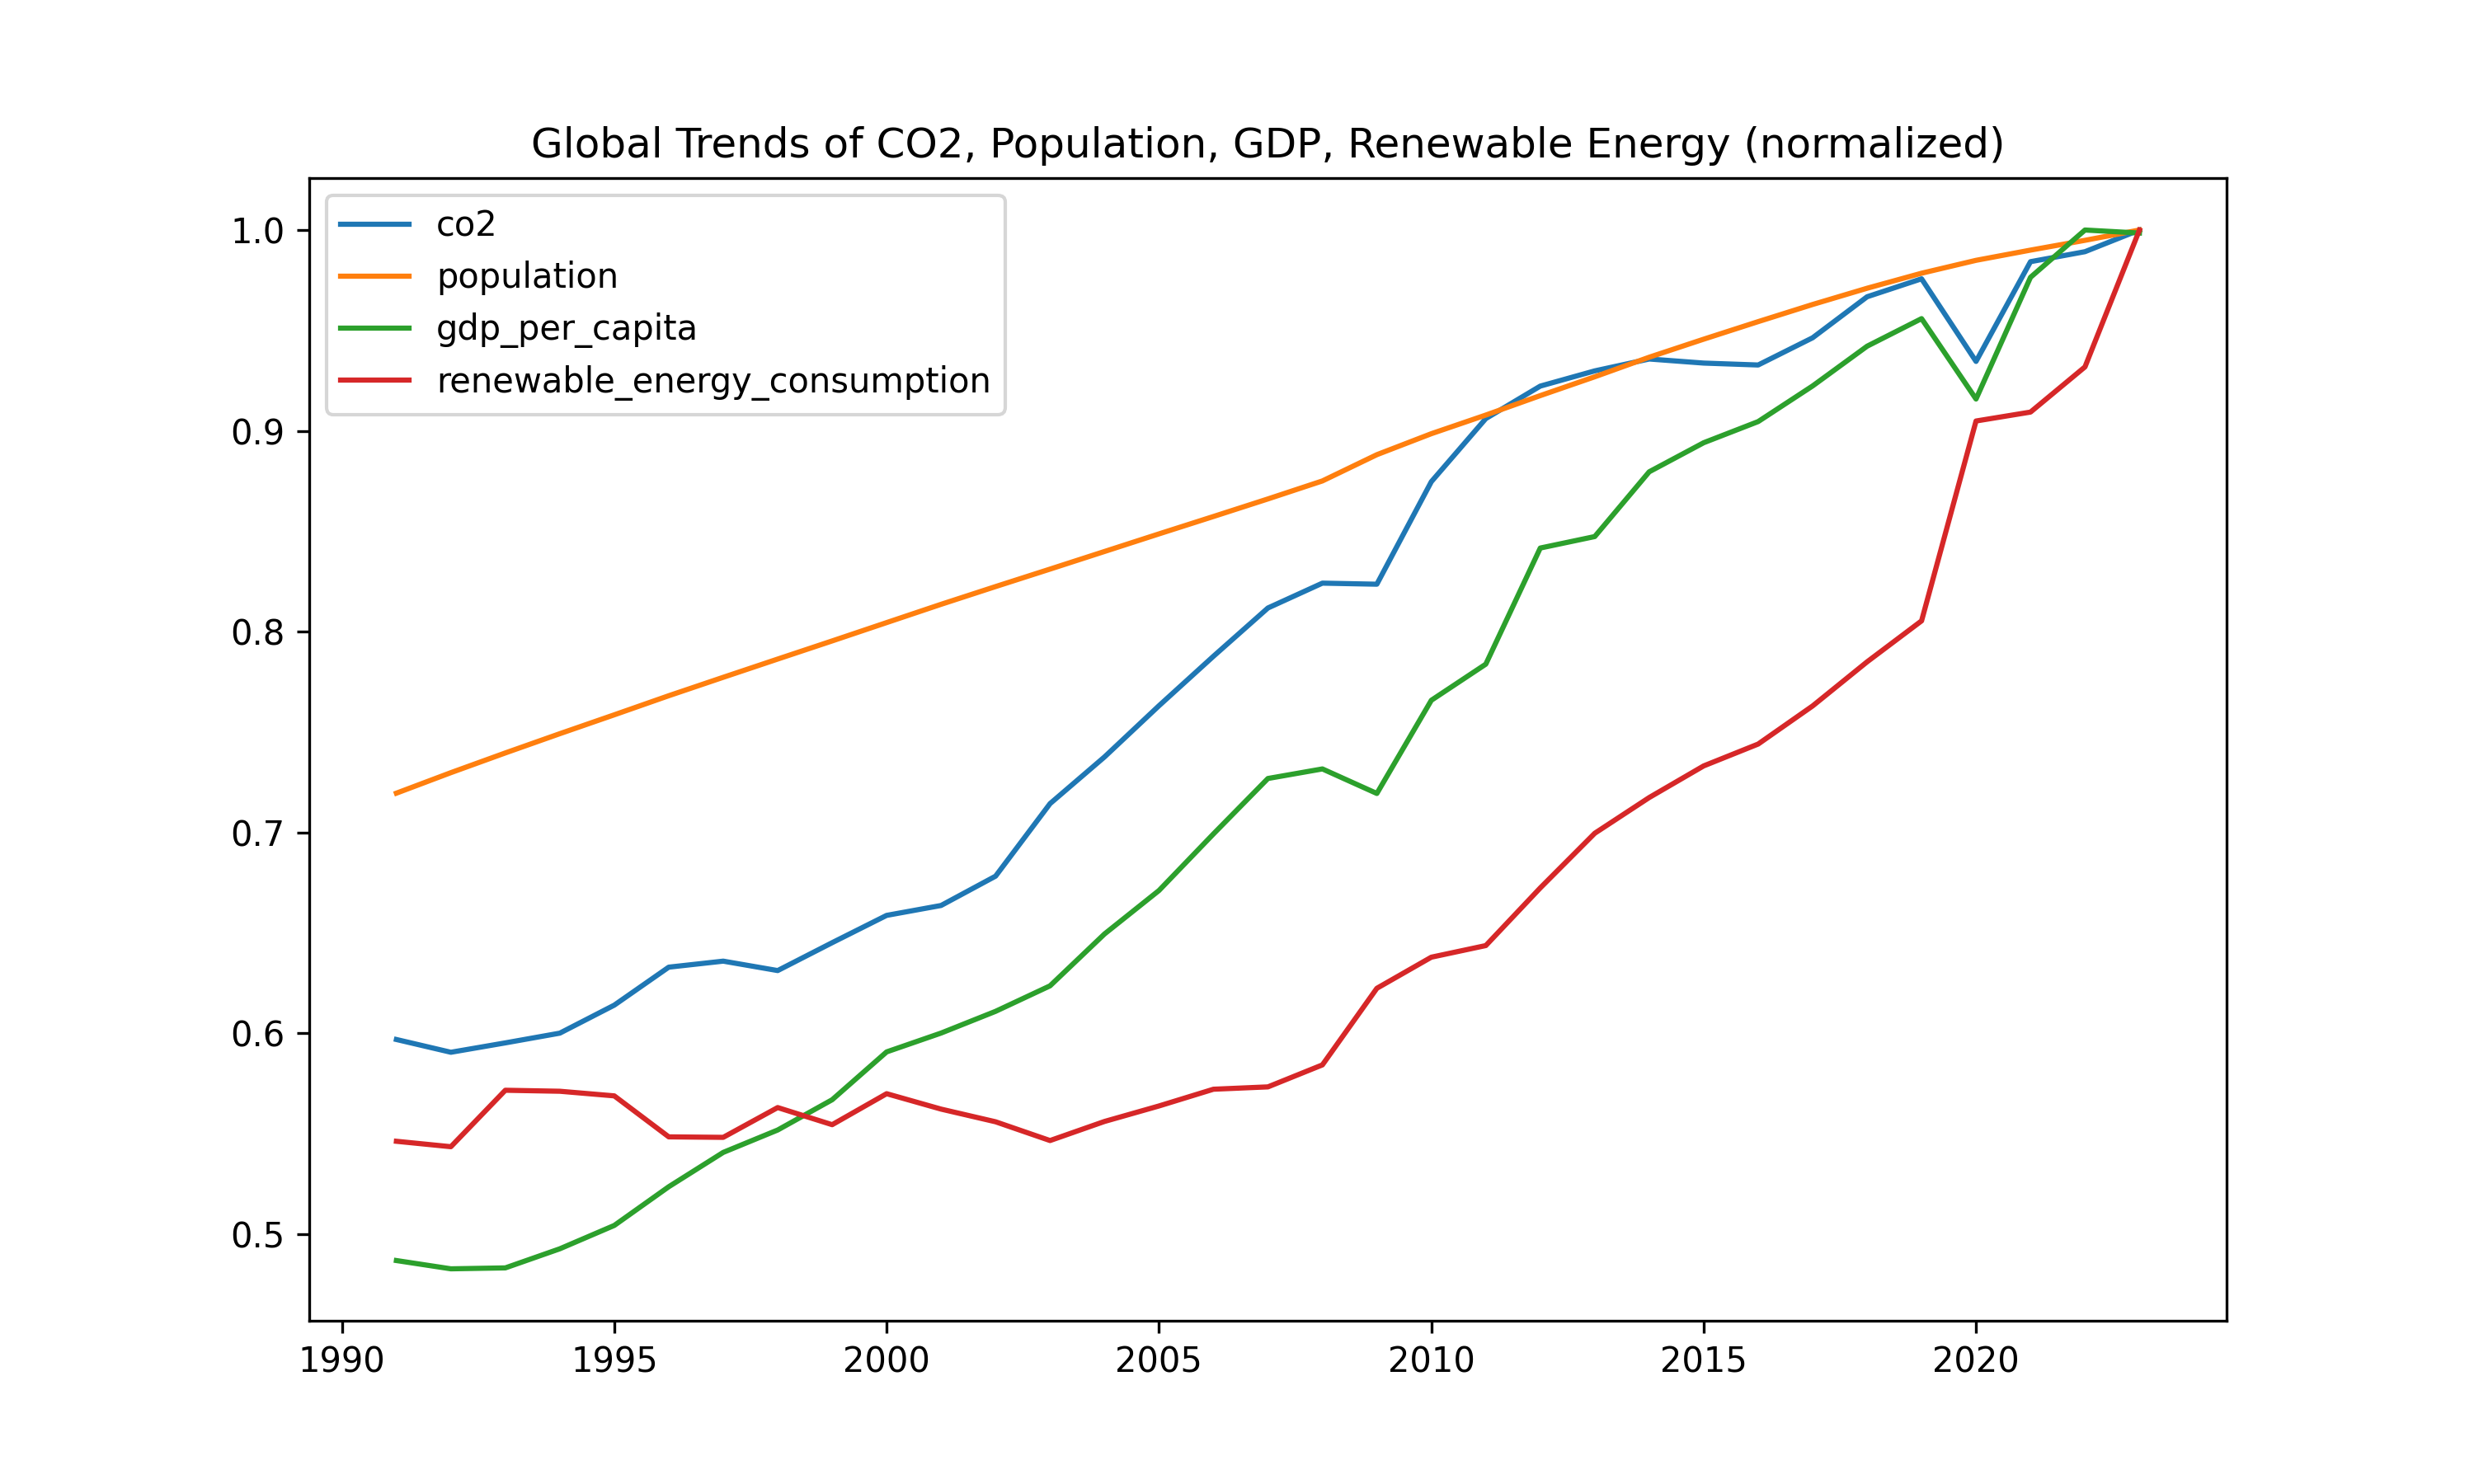 Global Trends of CO2, Population, GDP, Renewable Energy (normalized)
co2
population
gdp_per_capita
renewable_energy_consumption
1.0
0.9
0.8
0.7
0.6
0.5
1990 1995 2000 2005 2010 2015 2020